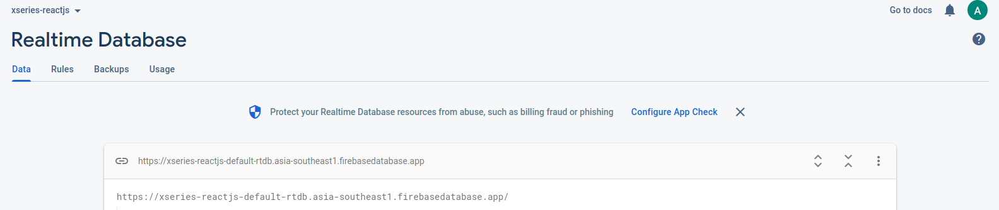 xseries-reactjs
Go to docs
A
Realtime Database
Data Rules Backups Usage
Protect your Realtime Database resources from abuse, such as billing fraud or phishing Configure App Check
https://xseries-reactjs-default-rtdb.asia-southeast1.firebasedatabase.app
https://xseries-reactjs-default-rtdb.asia-southeast1.firebasedatabase.app/